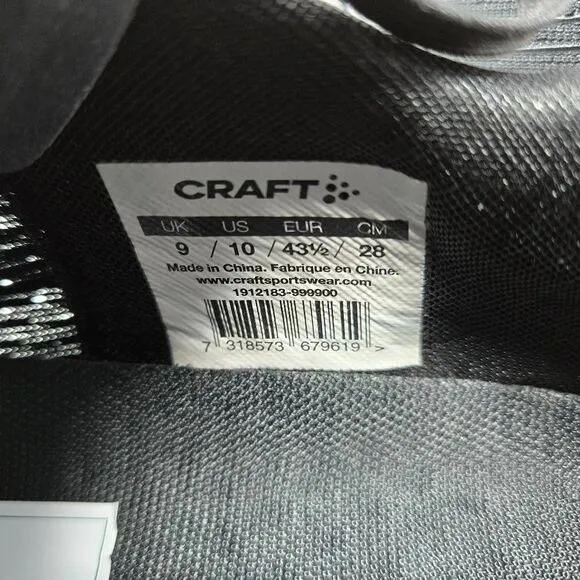 CRAFT
UK US EUR CM
9 / 10 / 43½ / 28
Made in China. Fabrique en Chine.
www.craftsportswear.com
1912183-999900
7 318573 679619 >